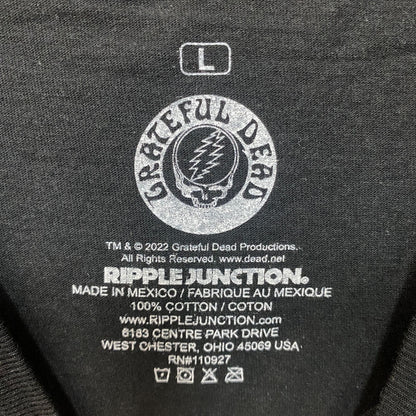 L
GRATEFUL DEAD
TM & © 2022 Grateful Dead Productions.
All Rights Reserved. www.dead.net
RIPPLE JUNCTION®
MADE IN MEXICO / FABRIQUE AU MEXIQUE
100% COTTON / COTON
WWW.RIPPLEJUNCTION.COM
6183 CENTRE PARK DRIVE
WEST CHESTER, OHIO 45069 USA
RN#110927